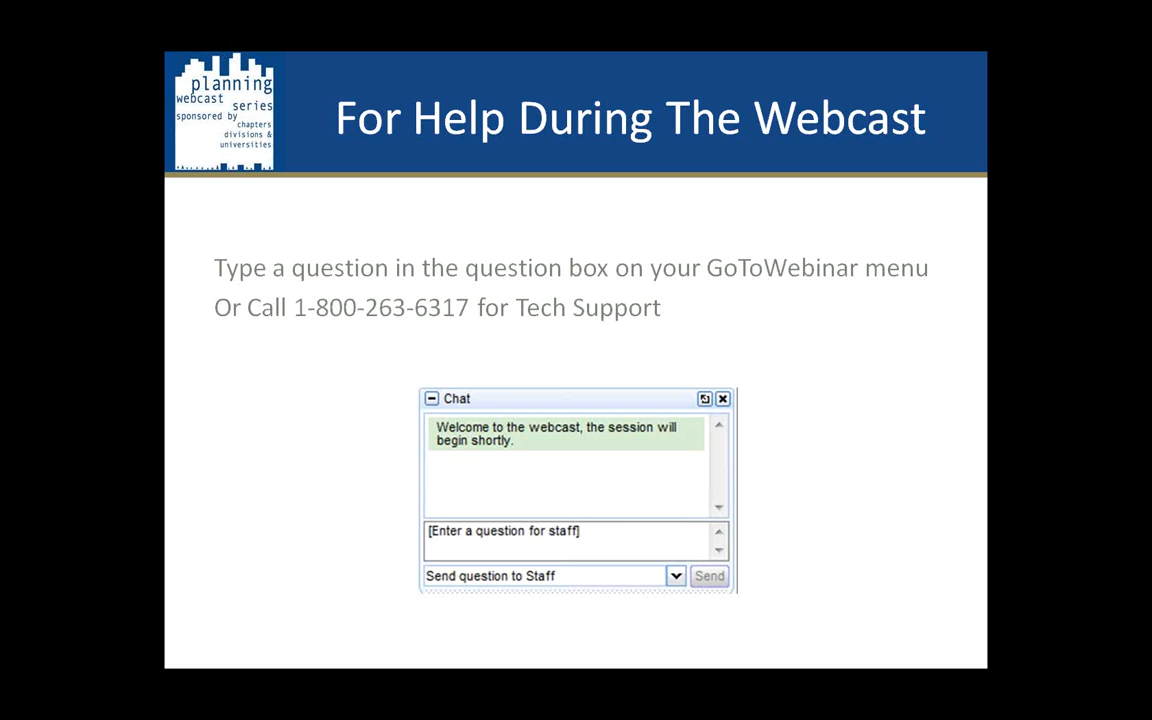 planning
webcast series
sponsored by
chapters
divisions &
universities
For Help During The Webcast
Type a question in the question box on your GoToWebinar menu
Or Call 1-800-263-6317 for Tech Support
Chat
Welcome to the webcast, the session will
begin shortly.
[Enter a question for staff]
Send question to Staff
Send